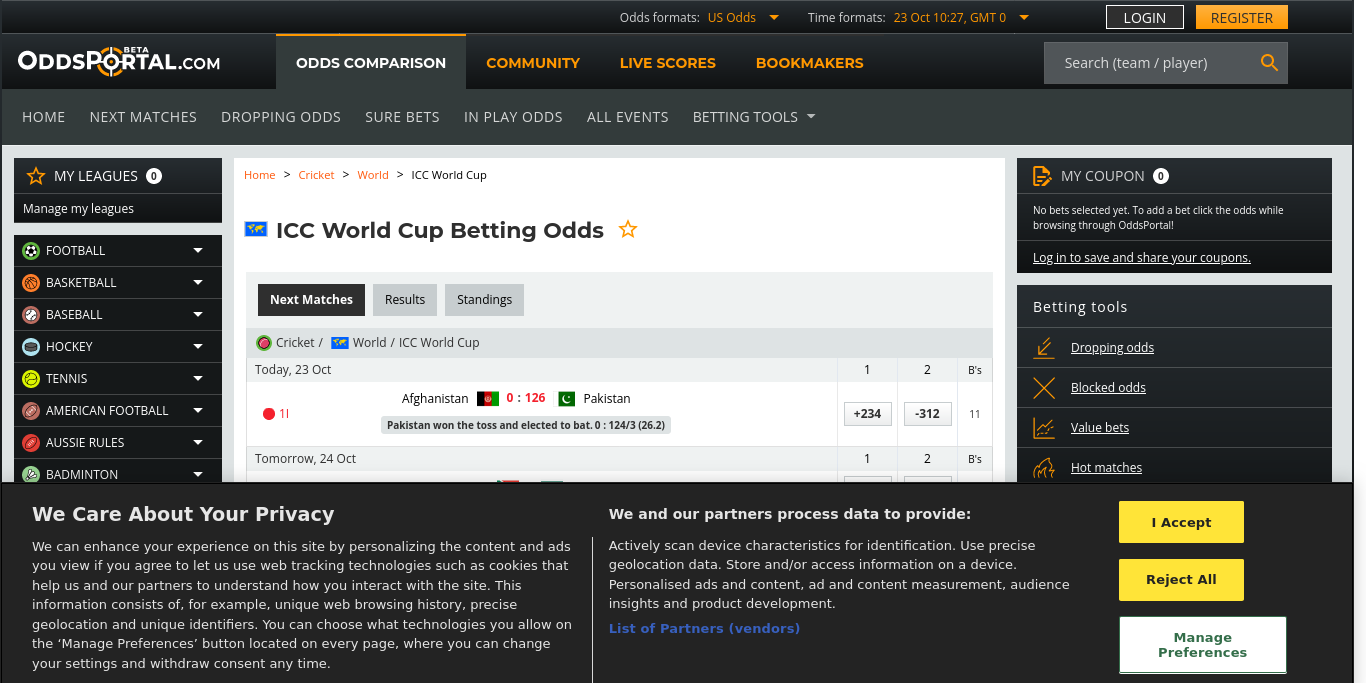 Odds formats: US Odds
Time formats: 23 Oct 10:27, GMT 0
LOGIN
REGISTER
ODDSPORTAL.COM
BETA
ODDS COMPARISON
COMMUNITY
LIVE SCORES
BOOKMAKERS
Search (team / player)
HOME
NEXT MATCHES
DROPPING ODDS
SURE BETS
IN PLAY ODDS
ALL EVENTS
BETTING TOOLS
MY LEAGUES 0
Manage my leagues
FOOTBALL
BASKETBALL
BASEBALL
HOCKEY
TENNIS
AMERICAN FOOTBALL
AUSSIE RULES
BADMINTON
Home > Cricket > World > ICC World Cup
ICC World Cup Betting Odds
Next Matches
Results
Standings
Cricket / World / ICC World Cup
Today, 23 Oct 1 2 B's
Afghanistan 0 : 126 Pakistan
1I
+234 -312 11
Pakistan won the toss and elected to bat. 0 : 124/3 (26.2)
Tomorrow, 24 Oct 1 2 B's
MY COUPON 0
No bets selected yet. To add a bet click the odds while
browsing through OddsPortal!
Log in to save and share your coupons.
Betting tools
Dropping odds
Blocked odds
Value bets
Hot matches
We Care About Your Privacy
We can enhance your experience on this site by personalizing the content and ads
you view if you agree to let us use web tracking technologies such as cookies that
help us and our partners to understand how you interact with the site. This
information consists of, for example, unique web browsing history, precise
geolocation and unique identifiers. You can choose what technologies you allow on
the ‘Manage Preferences’ button located on every page, where you can change
your settings and withdraw consent any time.
We and our partners process data to provide:
Actively scan device characteristics for identification. Use precise
geolocation data. Store and/or access information on a device.
Personalised ads and content, ad and content measurement, audience
insights and product development.
List of Partners (vendors)
I Accept
Reject All
Manage
Preferences